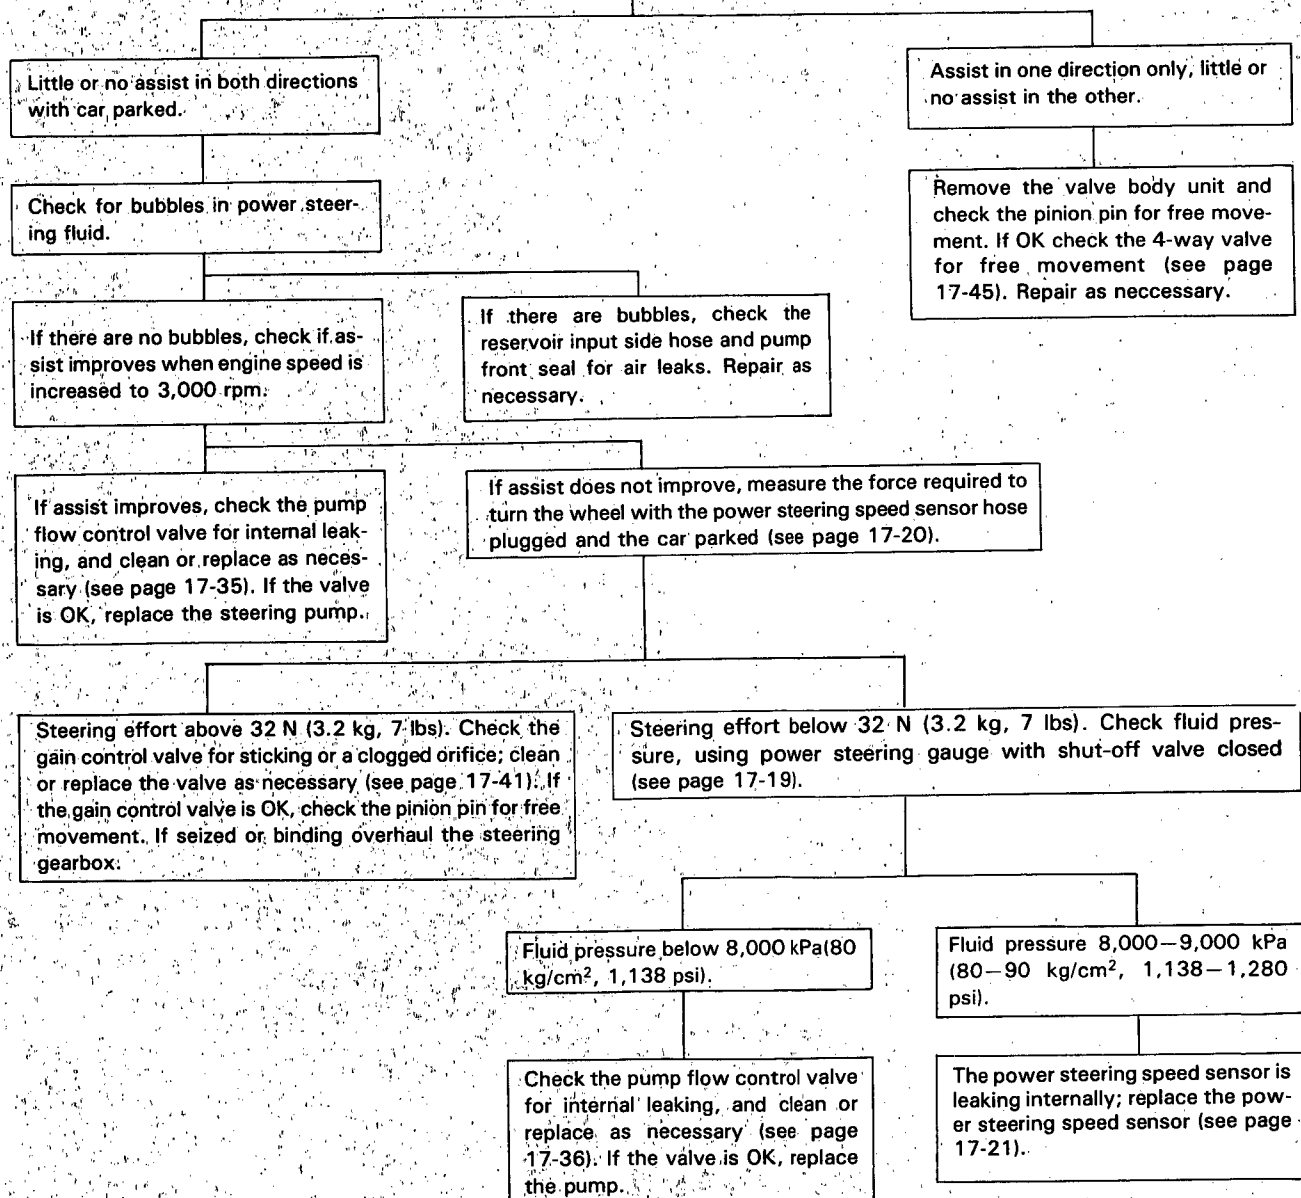 Little or no assist in both directions
with car parked.
Assist in one direction only, little or
no assist in the other.
Check for bubbles in power steer-
ing fluid.
Remove the valve body unit and
check the pinion pin for free move-
ment. If OK check the 4-way valve
for free movement (see page
17-45). Repair as neccessary.
If there are no bubbles, check if as-
sist improves when engine speed is
increased to 3,000 rpm.
If there are bubbles, check the
reservoir input side hose and pump
front seal for air leaks. Repair as
necessary.
If assist improves, check the pump
flow control valve for internal leak-
ing, and clean or replace as neces-
sary (see page 17-35). If the valve
is OK, replace the steering pump.
If assist does not improve, measure the force required to
turn the wheel with the power steering speed sensor hose
plugged and the car parked (see page 17-20).
Steering effort above 32 N (3.2 kg, 7 lbs). Check the
gain control valve for sticking or a clogged orifice; clean
or replace the valve as necessary (see page 17-41). If
the gain control valve is OK, check the pinion pin for free
movement. If seized or binding overhaul the steering
gearbox.
Steering effort below 32 N (3.2 kg, 7 lbs). Check fluid pres-
sure, using power steering gauge with shut-off valve closed
(see page 17-19).
Fluid pressure below 8,000 kPa(80
kg/cm², 1,138 psi).
Fluid pressure 8,000–9,000 kPa
(80–90 kg/cm², 1,138–1,280
psi).
Check the pump flow control valve
for internal leaking, and clean or
replace as necessary (see page
17-36). If the valve is OK, replace
the pump.
The power steering speed sensor is
leaking internally; replace the pow-
er steering speed sensor (see page
17-21).